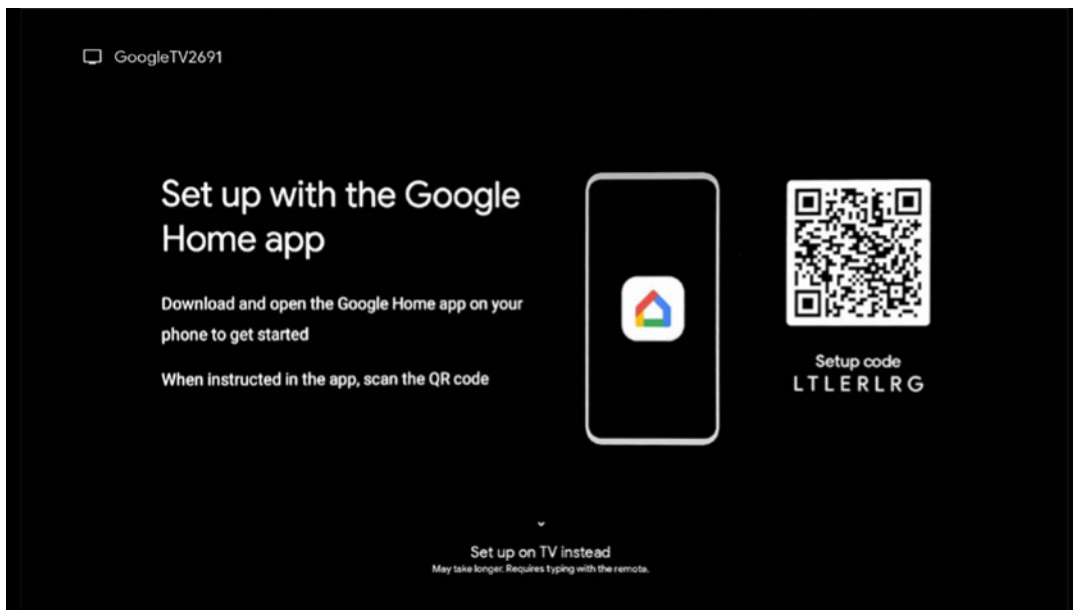 GoogleTV2691
Set up with the Google
Home app
Download and open the Google Home app on your
phone to get started
When instructed in the app, scan the QR code
Setup code
LTLERLRG
Set up on TV instead
May take longer. Requires typing with the remote.